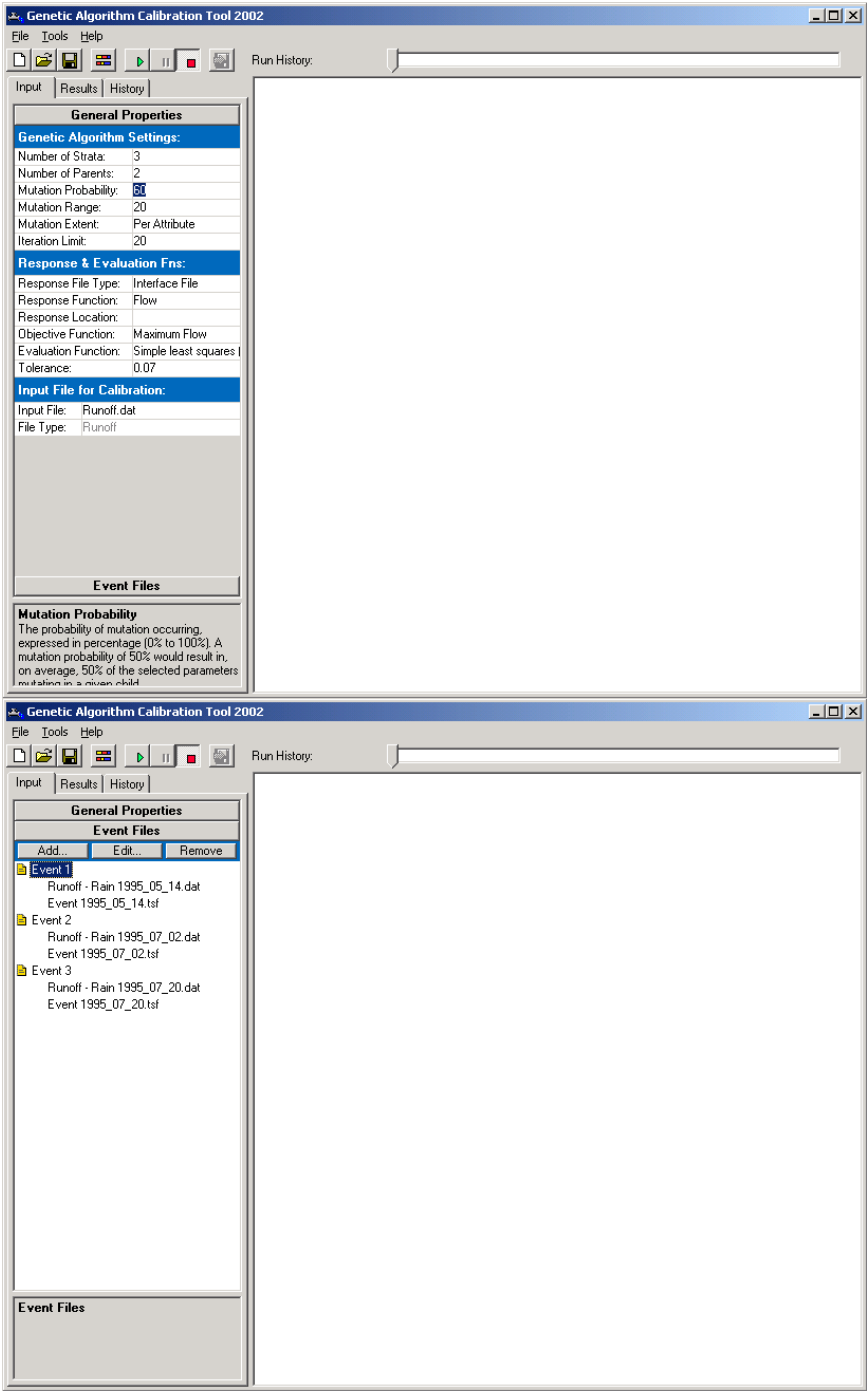 Genetic Algorithm Calibration Tool 2002
File Tools Help
Run History:
Input Results History
General Properties
Genetic Algorithm Settings:
Number of Strata: 3
Number of Parents: 2
Mutation Probability: 60
Mutation Range: 20
Mutation Extent: Per Attribute
Iteration Limit: 20
Response & Evaluation Fns:
Response File Type: Interface File
Response Function: Flow
Response Location:
Objective Function: Maximum Flow
Evaluation Function: Simple least squares (
Tolerance: 0.07
Input File for Calibration:
Input File: Runoff.dat
File Type: Runoff
Event Files
Mutation Probability
The probability of mutation occurring,
expressed in percentage (0% to 100%). A
mutation probability of 50% would result in,
on average, 50% of the selected parameters
mutating in a given child
Genetic Algorithm Calibration Tool 2002
File Tools Help
Run History:
Input Results History
General Properties
Event Files
Add... Edit... Remove
Event 1
Runoff - Rain 1995_05_14.dat
Event 1995_05_14.tsf
Event 2
Runoff - Rain 1995_07_02.dat
Event 1995_07_02.tsf
Event 3
Runoff - Rain 1995_07_20.dat
Event 1995_07_20.tsf
Event Files